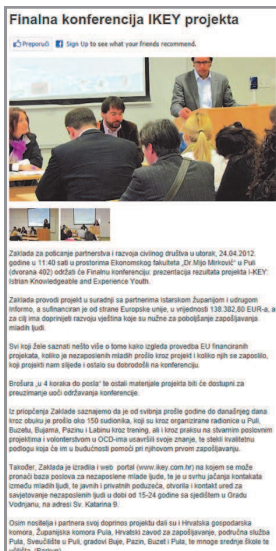 Finalna konferencija IKEY projekta
Preporuči Sign Up to see what your friends recommend.
Zaklada za poticanje partnerstva i razvoja civilnog društva u utorak, 24.04.2012.
godine u 11:40 sati u prostorima Ekonomskog fakulteta „Dr.Mijo Mirković“ u Puli
(dvorana 402) održati će Finalnu konferenciju: prezentacija rezultata projekta I-KEY:
Istrian Knowledgeable and Experience Youth.
Zaklada provodi projekt u suradnji sa partnerima Istarskom županijom i udrugom
Informo, a sufinanciran je od strane Europske unije, u vrijednosti 138.382,80 EUR-a, a
za cilj ima doprinijeti razvoju vještina koje su nužne za poboljšanje zapošljavanja
mladih ljudi.
Svi koji žele saznati nešto više o tome kako izgleda provedba EU financiranih
projekata, koliko je nezaposlenih mladih prošlo kroz projekt i koliko njih se zaposlilo,
koji projekti nam slijede i ostalo su dobrodošli na konferenciju.
Brošura „u 4 koraka do posla“ te ostali materijale projekta biti će dostupni za
preuzimanje uoči održavanja konferencije.
Iz priopćenja Zaklade saznajemo da je od svibnja prošle godine do današnjeg dana
kroz obuku je prošlo oko 150 sudionika, koji su kroz organizirane radionice u Puli,
Buzetu, Bujama, Pazinu i Labinu kroz trening, ali i kroz praksu na stvarnim poslovnim
projektima i volonterstvom u OCD-ima usavršili svoje znanje, te stekli kvalitetnu
podlogu koja će im u budućnosti pomoći pri njihovom prvom zapošljavanju.
Također, Zaklada je izradila i web portal (www.ikey.com.hr) na kojem se može
pronaći baza poslova za nezaposlene mlade ljude, te je u svrhu jačanja kontakata
između mladih ljudi, te javnih i privatnih poduzeća, otvorila i kontakt ured za
savjetovanje nezaposlenih ljudi u dobi od 15-24 godine sa sjedištem u Gradu
Vodnjanu, na adresi Sv. Katarina 9.
Osim nositelja i partnera svoj doprinos projektu dali su i Hrvatska gospodarska
komora, Županijska komora Pula, Hrvatski zavod za zapošljavanje, područna služba
Pula, Sveučilište u Puli, gradovi Buje, Pazin, Buzet i Pula, te mnoge srednje škole te